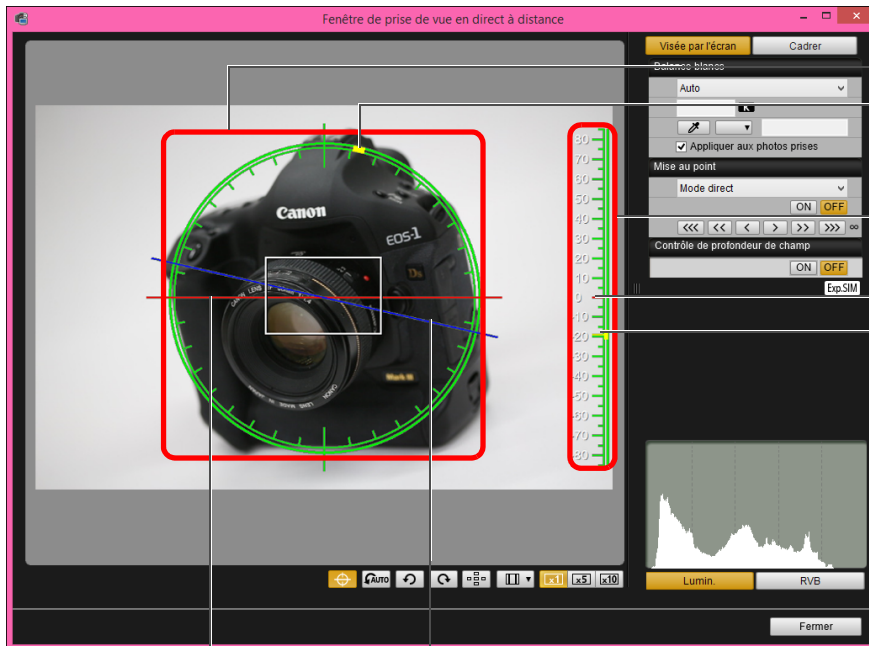 Fenêtre de prise de vue en direct à distance
Visée par l'écran
Cadrer
Balance blancs
Auto
K
Appliquer aux photos prises
Mise au point
Mode direct
ON OFF
<<< << < > >> >>> ∞
Contrôle de profondeur de champ
ON OFF
Exp.SIM
80
70
60
50
40
30
20
10
0
-10
-20
-30
-40
-50
-60
-70
-80
Canon
EOS-1
Ds
Mark III
AUTO
x1 x5 x10
Lumin.
RVB
Fermer